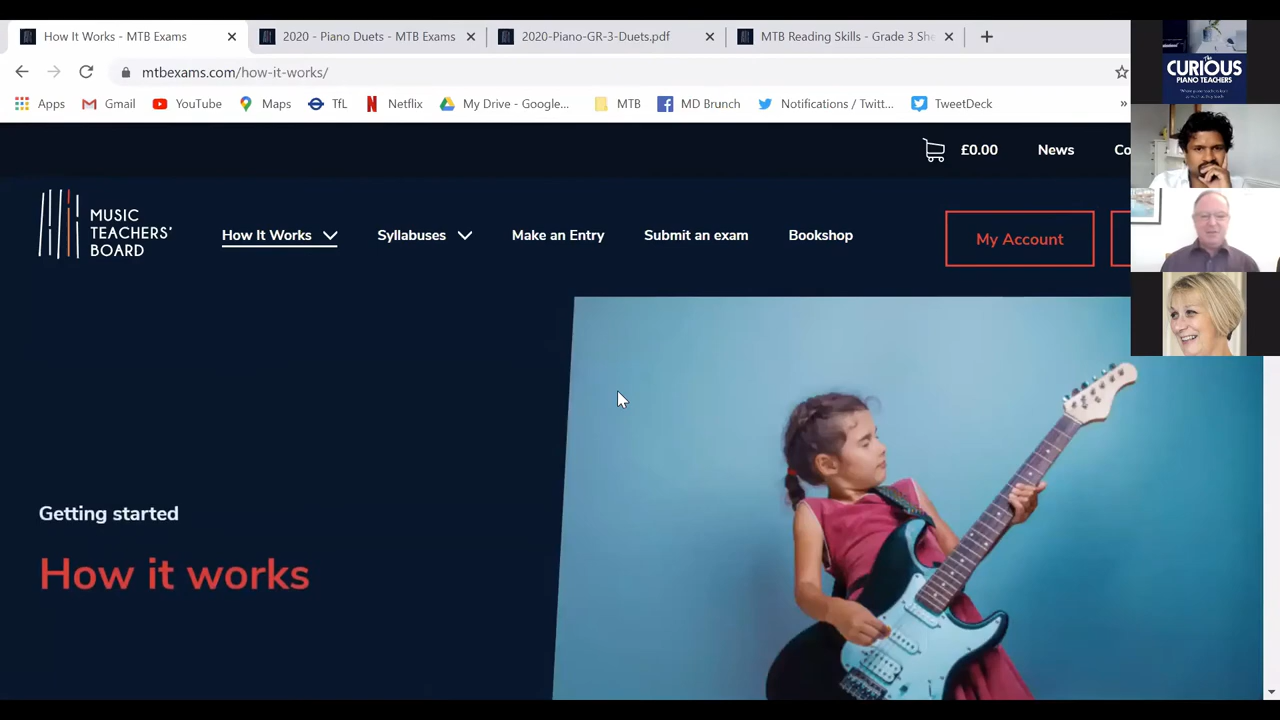 How It Works - MTB Exams
2020 - Piano Duets - MTB Exams
2020-Piano-GR-3-Duets.pdf
MTB Reading Skills - Grade 3 She
mtbexams.com/how-it-works/
Apps
Gmail
YouTube
Maps
TfL
Netflix
My Drive - Google...
MTB
MD Brunch
Notifications / Twitt...
TweetDeck
»
£0.00
News
Co
MUSIC
TEACHERS'
BOARD
How It Works
Syllabuses
Make an Entry
Submit an exam
Bookshop
My Account
Getting started
How it works
The
CURIOUS
PIANO TEACHERS